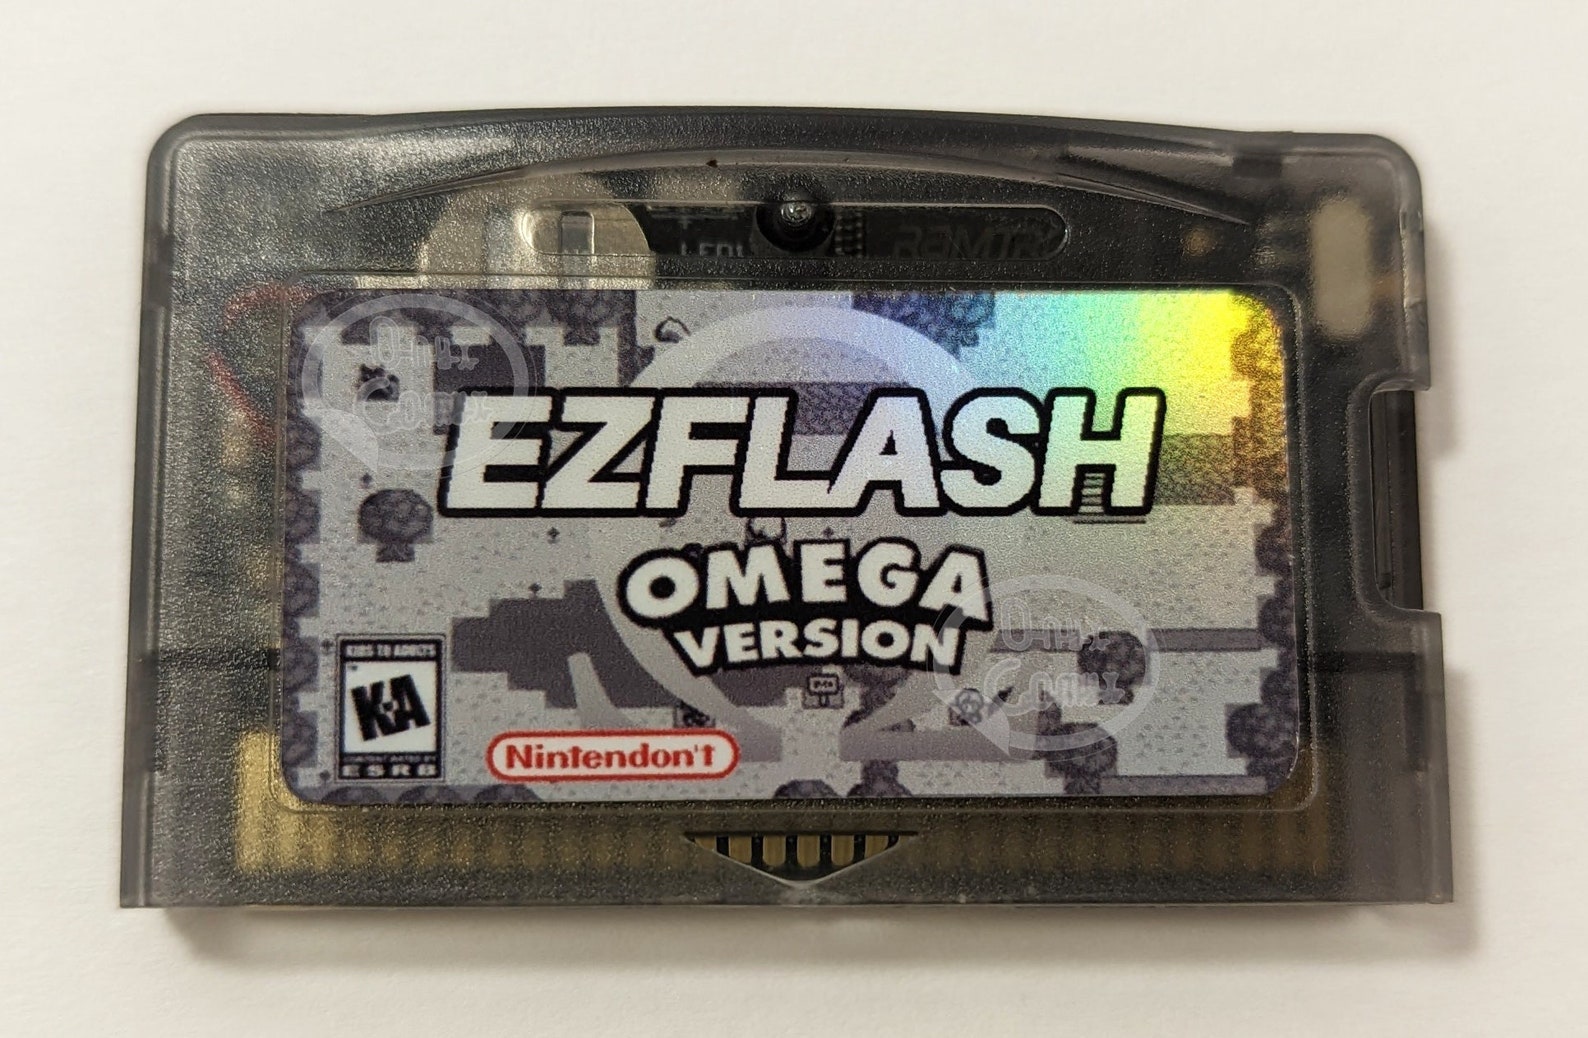 EZFLASH
OMEGA
VERSION
KIDS TO ADULTS
K-A
ESRB
Nintendon't